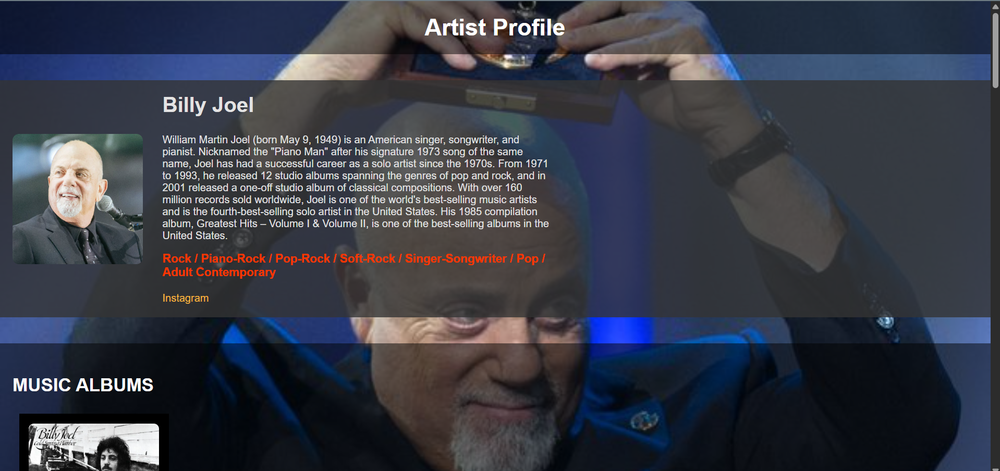 Artist Profile
Billy Joel
William Martin Joel (born May 9, 1949) is an American singer, songwriter, and
pianist. Nicknamed the "Piano Man" after his signature 1973 song of the same
name, Joel has had a successful career as a solo artist since the 1970s. From 1971
to 1993, he released 12 studio albums spanning the genres of pop and rock, and in
2001 released a one-off studio album of classical compositions. With over 160
million records sold worldwide, Joel is one of the world's best-selling music artists
and is the fourth-best-selling solo artist in the United States. His 1985 compilation
album, Greatest Hits – Volume I & Volume II, is one of the best-selling albums in the
United States.
Rock / Piano-Rock / Pop-Rock / Soft-Rock / Singer-Songwriter / Pop /
Adult Contemporary
Instagram
MUSIC ALBUMS
Billy Joel
Cold Spring Harbor